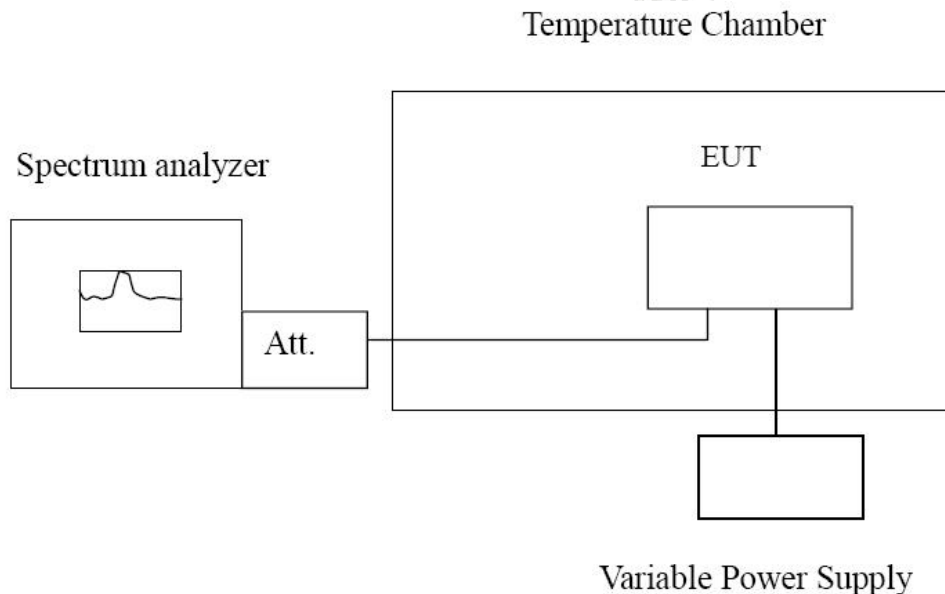 Temperature Chamber
Spectrum analyzer
EUT
Att.
Variable Power Supply